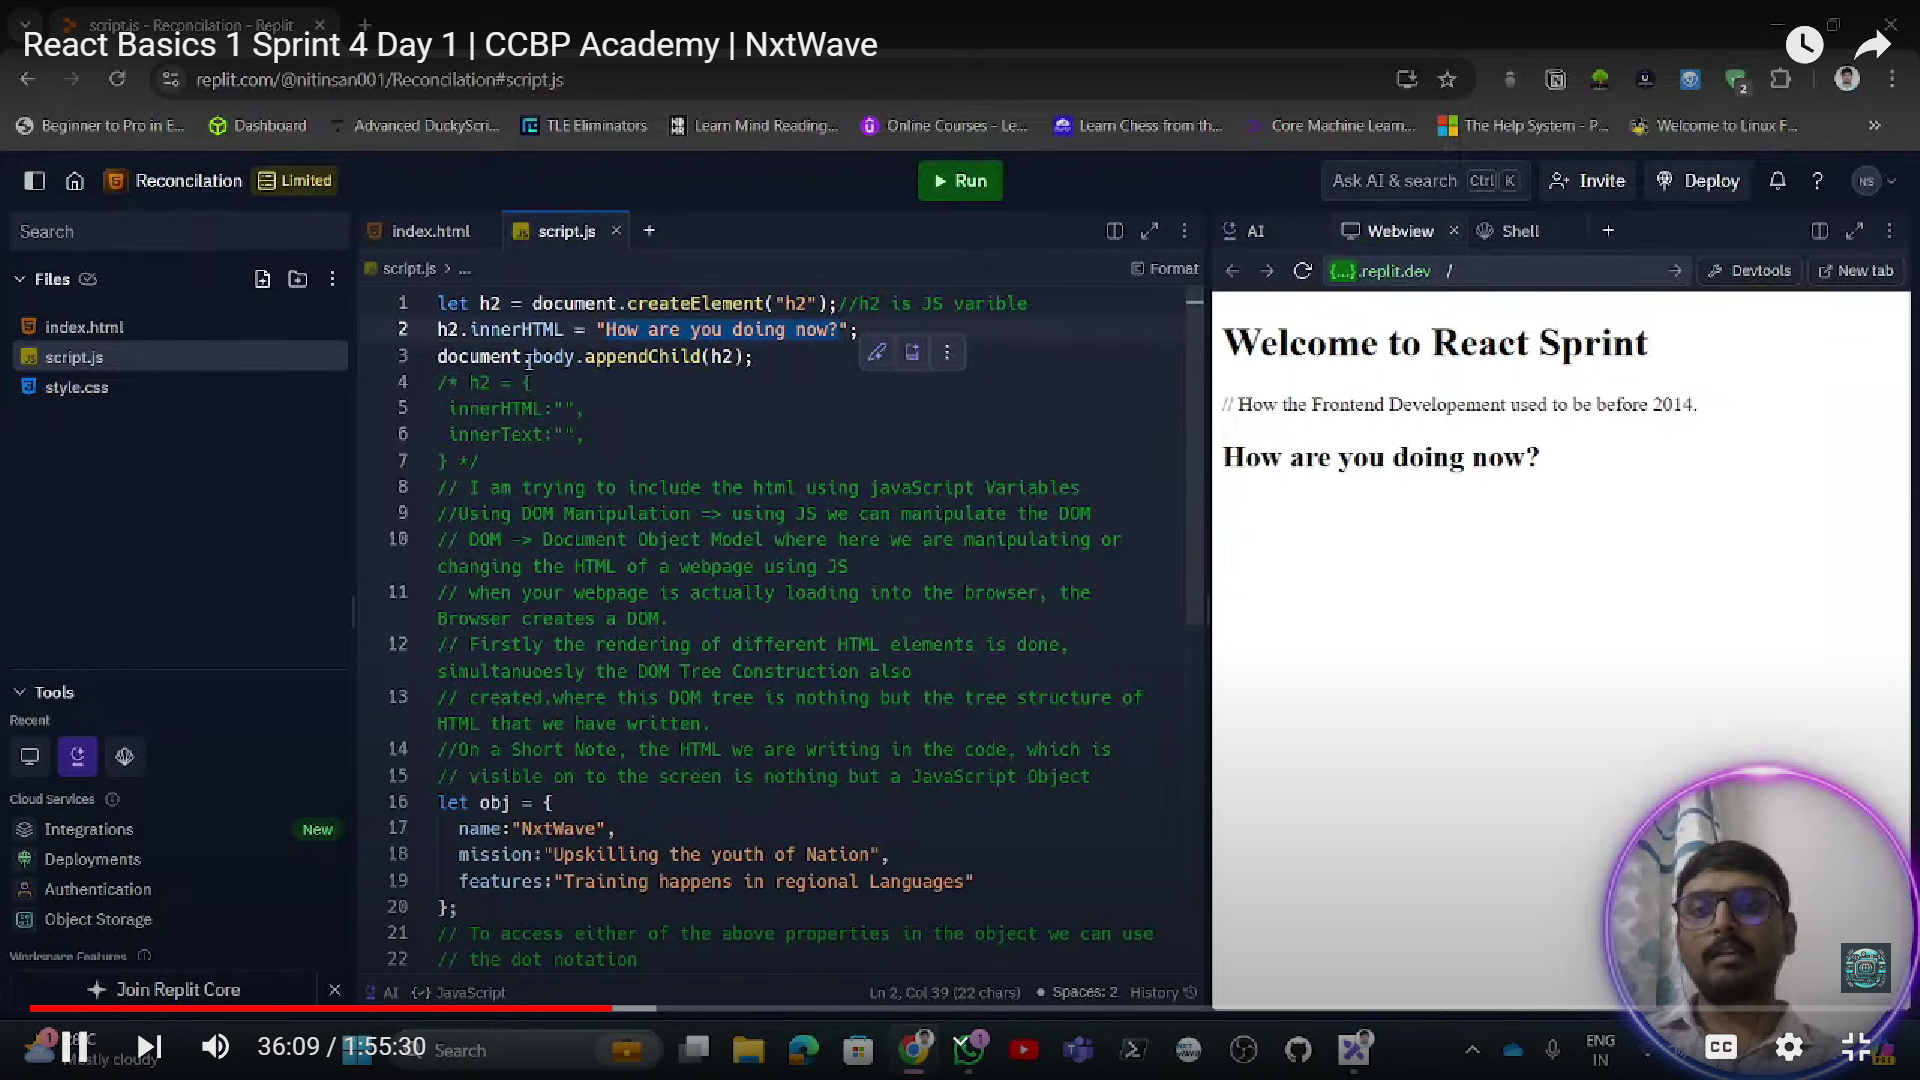 script.js - Reconcilation - Replit
React Basics 1 Sprint 4 Day 1 | CCBP Academy | NxtWave
replit.com/@nitinsan001/Reconcilation#script.js
2
Beginner to Pro in E...
Dashboard
Advanced DuckyScri...
TLE Eliminators
Learn Mind Reading...
Online Courses - Le...
Learn Chess from th...
Core Machine Learn...
The Help System - P...
Welcome to Linux F...
Reconcilation
Limited
Run
Ask AI & search Ctrl K
Invite
Deploy
NS
Search
index.html
script.js
AI
Webview
Shell
Files
script.js > ...
Format
{...}.replit.dev /
Devtools
New tab
index.html
script.js
style.css
1 let h2 = document.createElement("h2");//h2 is JS varible
2 h2.innerHTML = "How are you doing now?";
3 document.body.appendChild(h2);
4 /* h2 = {
5 innerHTML:"",
6 innerText:"",
7 } */
8 // I am trying to include the html using javaScript Variables
9 //Using DOM Manipulation => using JS we can manipulate the DOM
10 // DOM -> Document Object Model where here we are manipulating or
changing the HTML of a webpage using JS
11 // when your webpage is actually loading into the browser, the
Browser creates a DOM.
12 // Firstly the rendering of different HTML elements is done,
simultanuoesly the DOM Tree Construction also
13 // created.where this DOM tree is nothing but the tree structure of
HTML that we have written.
14 //On a Short Note, the HTML we are writing in the code, which is
15 // visible on to the screen is nothing but a JavaScript Object
16 let obj = {
17 name:"NxtWave",
18 mission:"Upskilling the youth of Nation",
19 features:"Training happens in regional Languages"
20 };
21 // To access either of the above properties in the object we can use
22 // the dot notation
Welcome to React Sprint
// How the Frontend Developement used to be before 2014.
How are you doing now?
Tools
Recent
Cloud Services
Integrations New
Deployments
Authentication
Object Storage
Workspace Features
Join Replit Core
AI
JavaScript
Ln 2, Col 39 (22 chars)
Spaces: 2
History
36:09 / 1:55:30
Mostly cloudy
Search
1
ENG
IN
CC